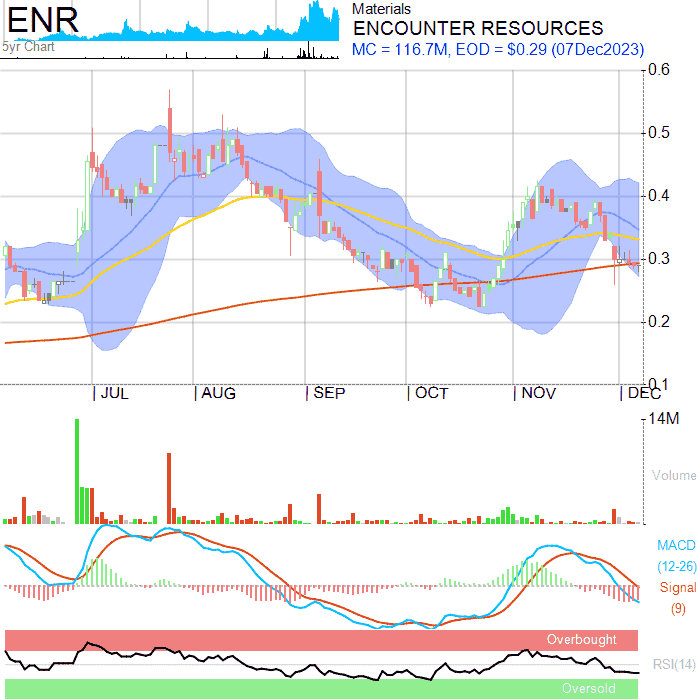 ENR
5yr Chart
Materials
ENCOUNTER RESOURCES
MC = 116.7M, EOD = $0.29 (07Dec2023)
0.6
0.5
0.4
0.3
0.2
0.1
JUL AUG SEP OCT NOV DEC
14M
Volume
MACD
(12-26)
Signal
(9)
Overbought
RSI(14)
Oversold